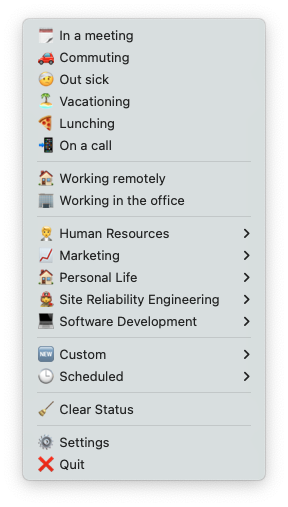 In a meeting
Commuting
Out sick
Vacationing
Lunching
On a call
Working remotely
Working in the office
Human Resources
Marketing
Personal Life
Site Reliability Engineering
Software Development
NEW Custom
Scheduled
Clear Status
Settings
Quit